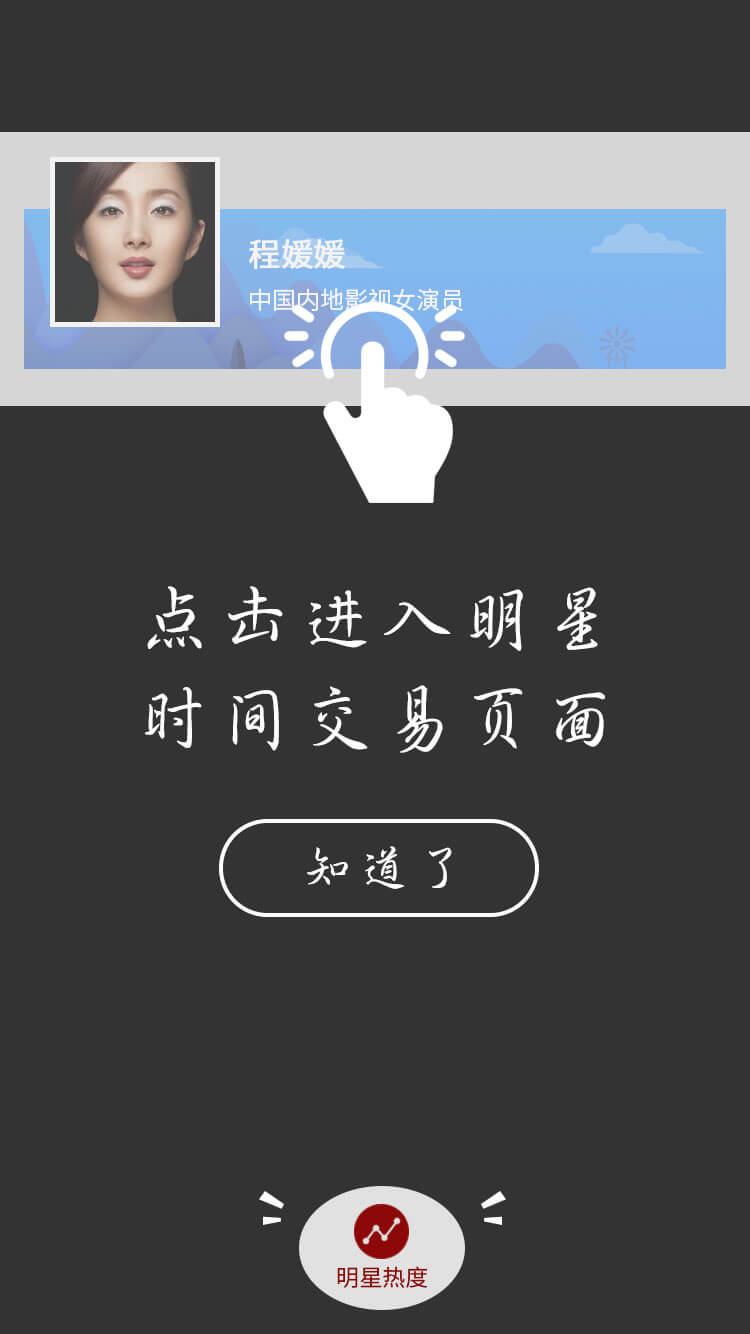 程媛媛
中国内地影视女演员
点击进入明星
时间交易页面
知道了
明星热度